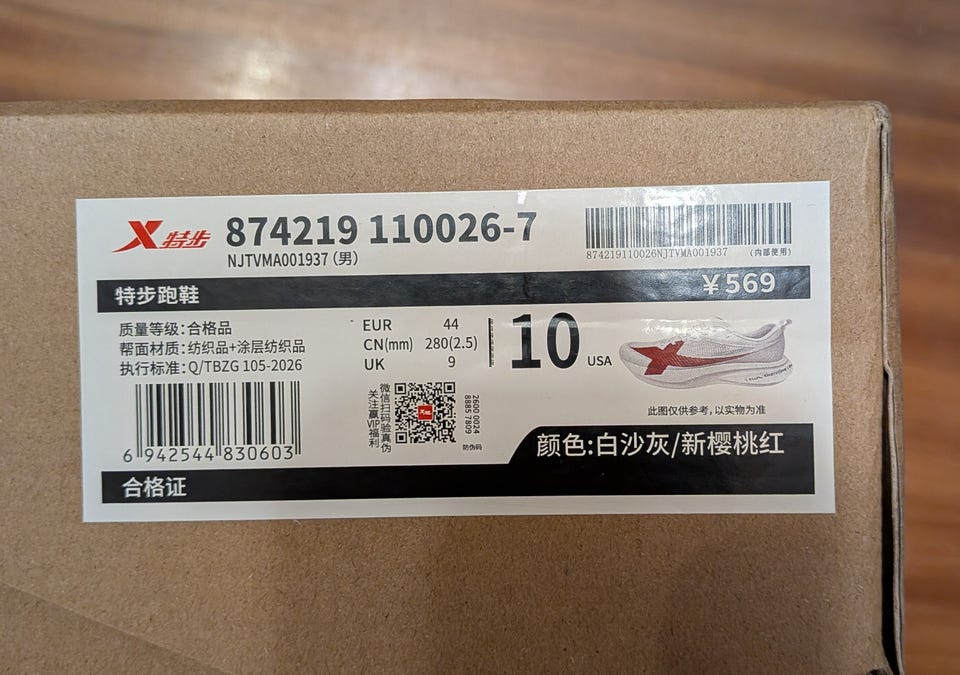 X特步 874219 110026-7
NJTVMA001937 (男)
874219110026NJTVMA001937 (内部使用)
特步跑鞋
¥569
质量等级:合格品
帮面材质:纺织品+涂层纺织品
执行标准:Q/TBZG 105-2026
EUR 44
CN(mm) 280(2.5)
UK 9
10 USA
6 942544 830603
微信扫码验真伪
关注赢VIP福利
2600 0024
8885 7809
防伪码
此图仅供参考,以实物为准
颜色:白沙灰/新樱桃红
合格证